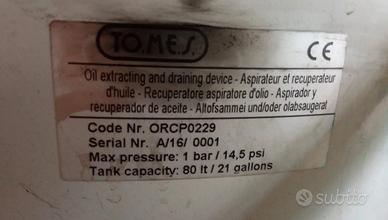 TO.M.E.S.
CE
Oil extracting and draining device - Aspirateur et recuperateur
d'huile - Recuperatore aspiratore d'olio - Aspirador y
recuperador de aceite - Altofsammei und/oder olabsaugerat
Code Nr. ORCP0229
Serial Nr. A/16/ 0001
Max pressure: 1 bar / 14,5 psi
Tank capacity: 80 lt / 21 gallons
subito